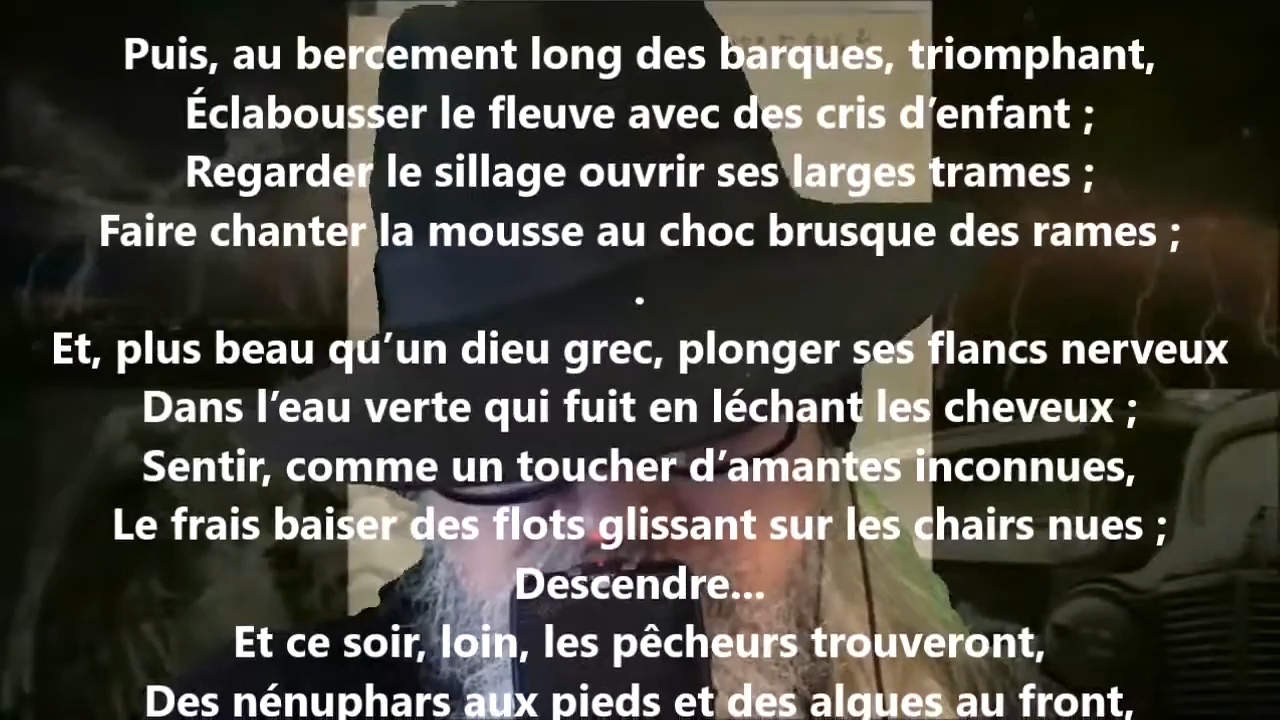 Puis, au bercement long des barques, triomphant,
Éclabousser le fleuve avec des cris d’enfant ;
Regarder le sillage ouvrir ses larges trames ;
Faire chanter la mousse au choc brusque des rames ;
.
Et, plus beau qu’un dieu grec, plonger ses flancs nerveux
Dans l’eau verte qui fuit en léchant les cheveux ;
Sentir, comme un toucher d’amantes inconnues,
Le frais baiser des flots glissant sur les chairs nues ;
Descendre...
Et ce soir, loin, les pêcheurs trouveront,
Des nénuphars aux pieds et des algues au front,